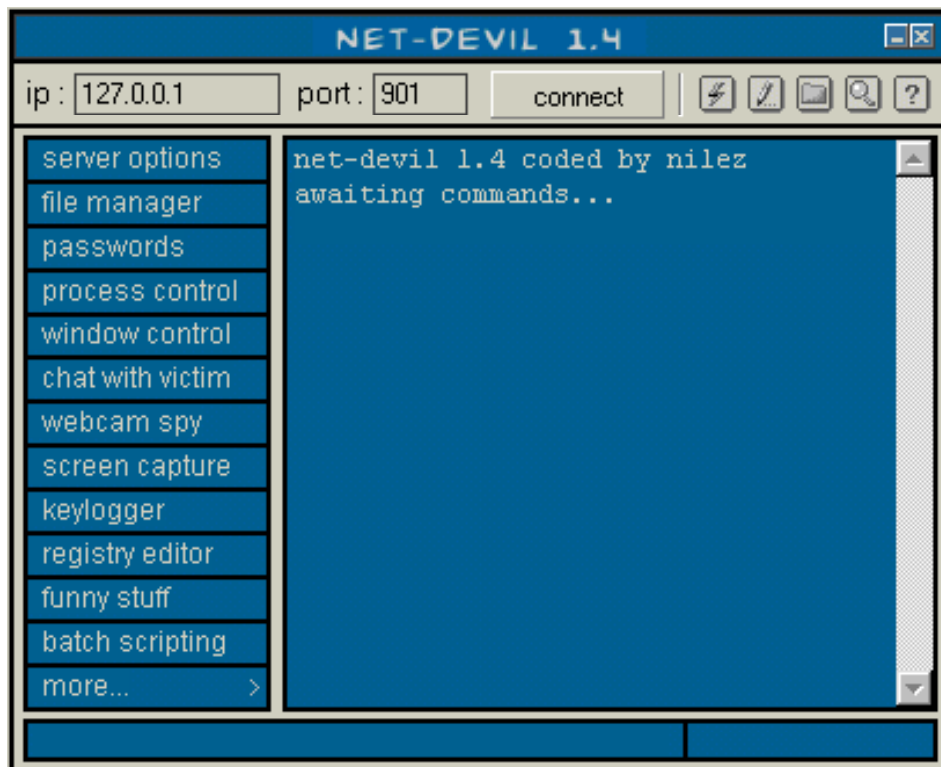 NET-DEVIL 1.4
ip : 127.0.0.1 port : 901 connect ?
server options
file manager
passwords
process control
window control
chat with victim
webcam spy
screen capture
keylogger
registry editor
funny stuff
batch scripting
more... >
net-devil 1.4 coded by nilez
awaiting commands...